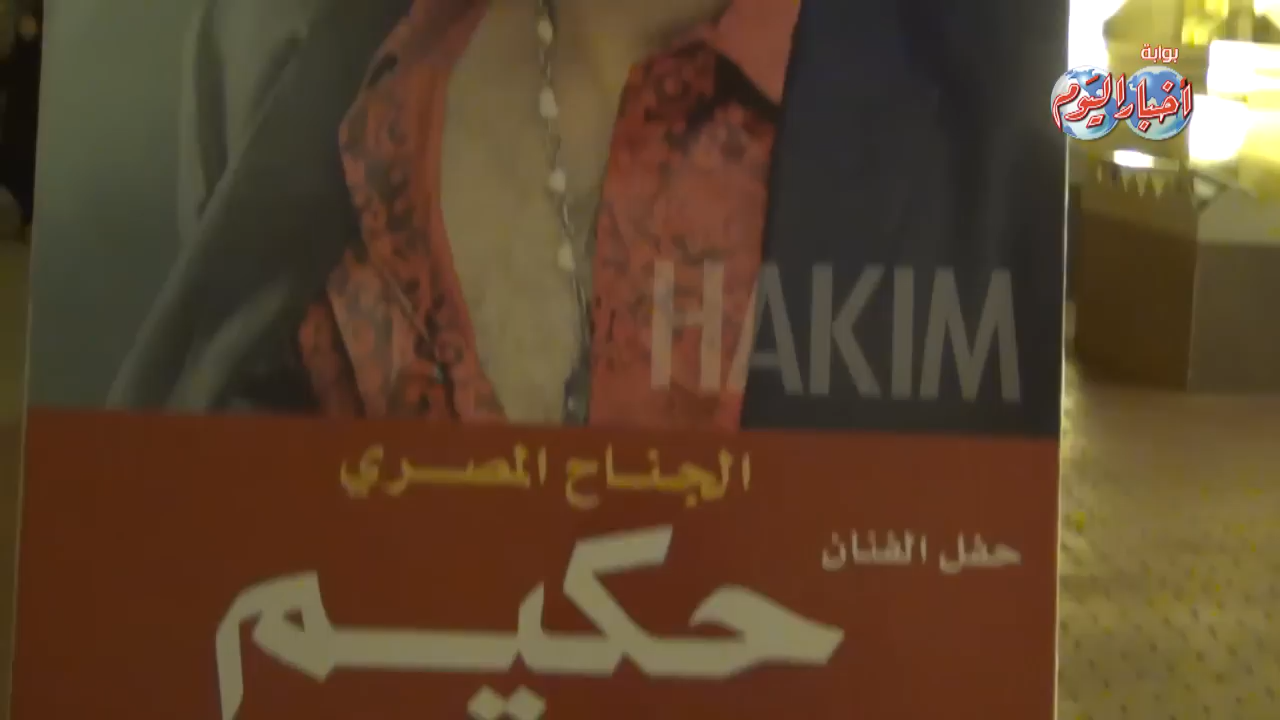 بوابة
أخبار اليوم
HAKIM
الجناح المصري
حفل الفنان
حكيم